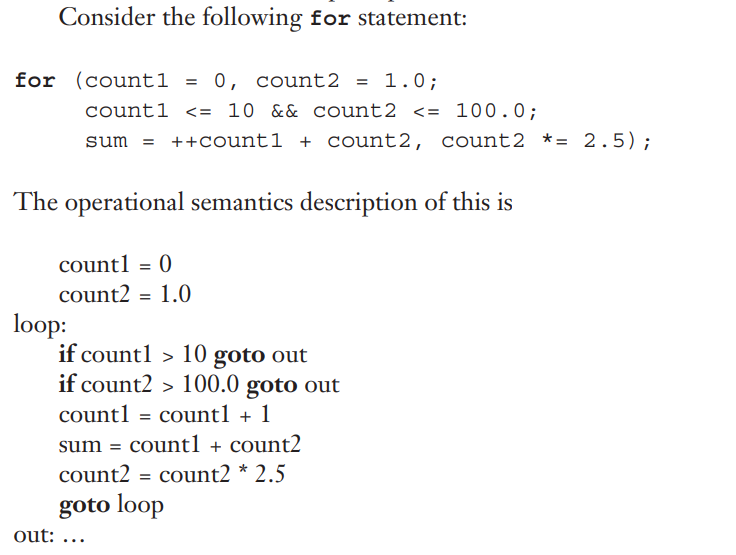 Consider the following for statement:
for (count1 = 0, count2 = 1.0;
count1 <= 10 && count2 <= 100.0;
sum = ++count1 + count2, count2 *= 2.5);
The operational semantics description of this is
count1 = 0
count2 = 1.0
loop:
if count1 > 10 goto out
if count2 > 100.0 goto out
count1 = count1 + 1
sum = count1 + count2
count2 = count2 * 2.5
goto loop
out: …